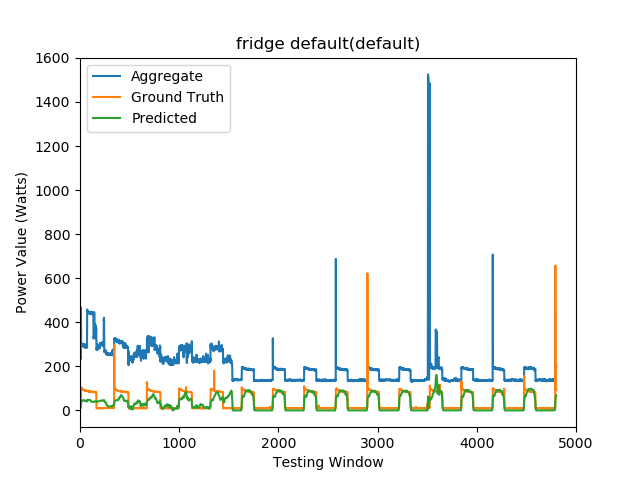 fridge default(default)
Aggregate
Ground Truth
Predicted
Power Value (Watts)
1600
1400
1200
1000
800
600
400
200
0
0 1000 2000 3000 4000 5000
Testing Window